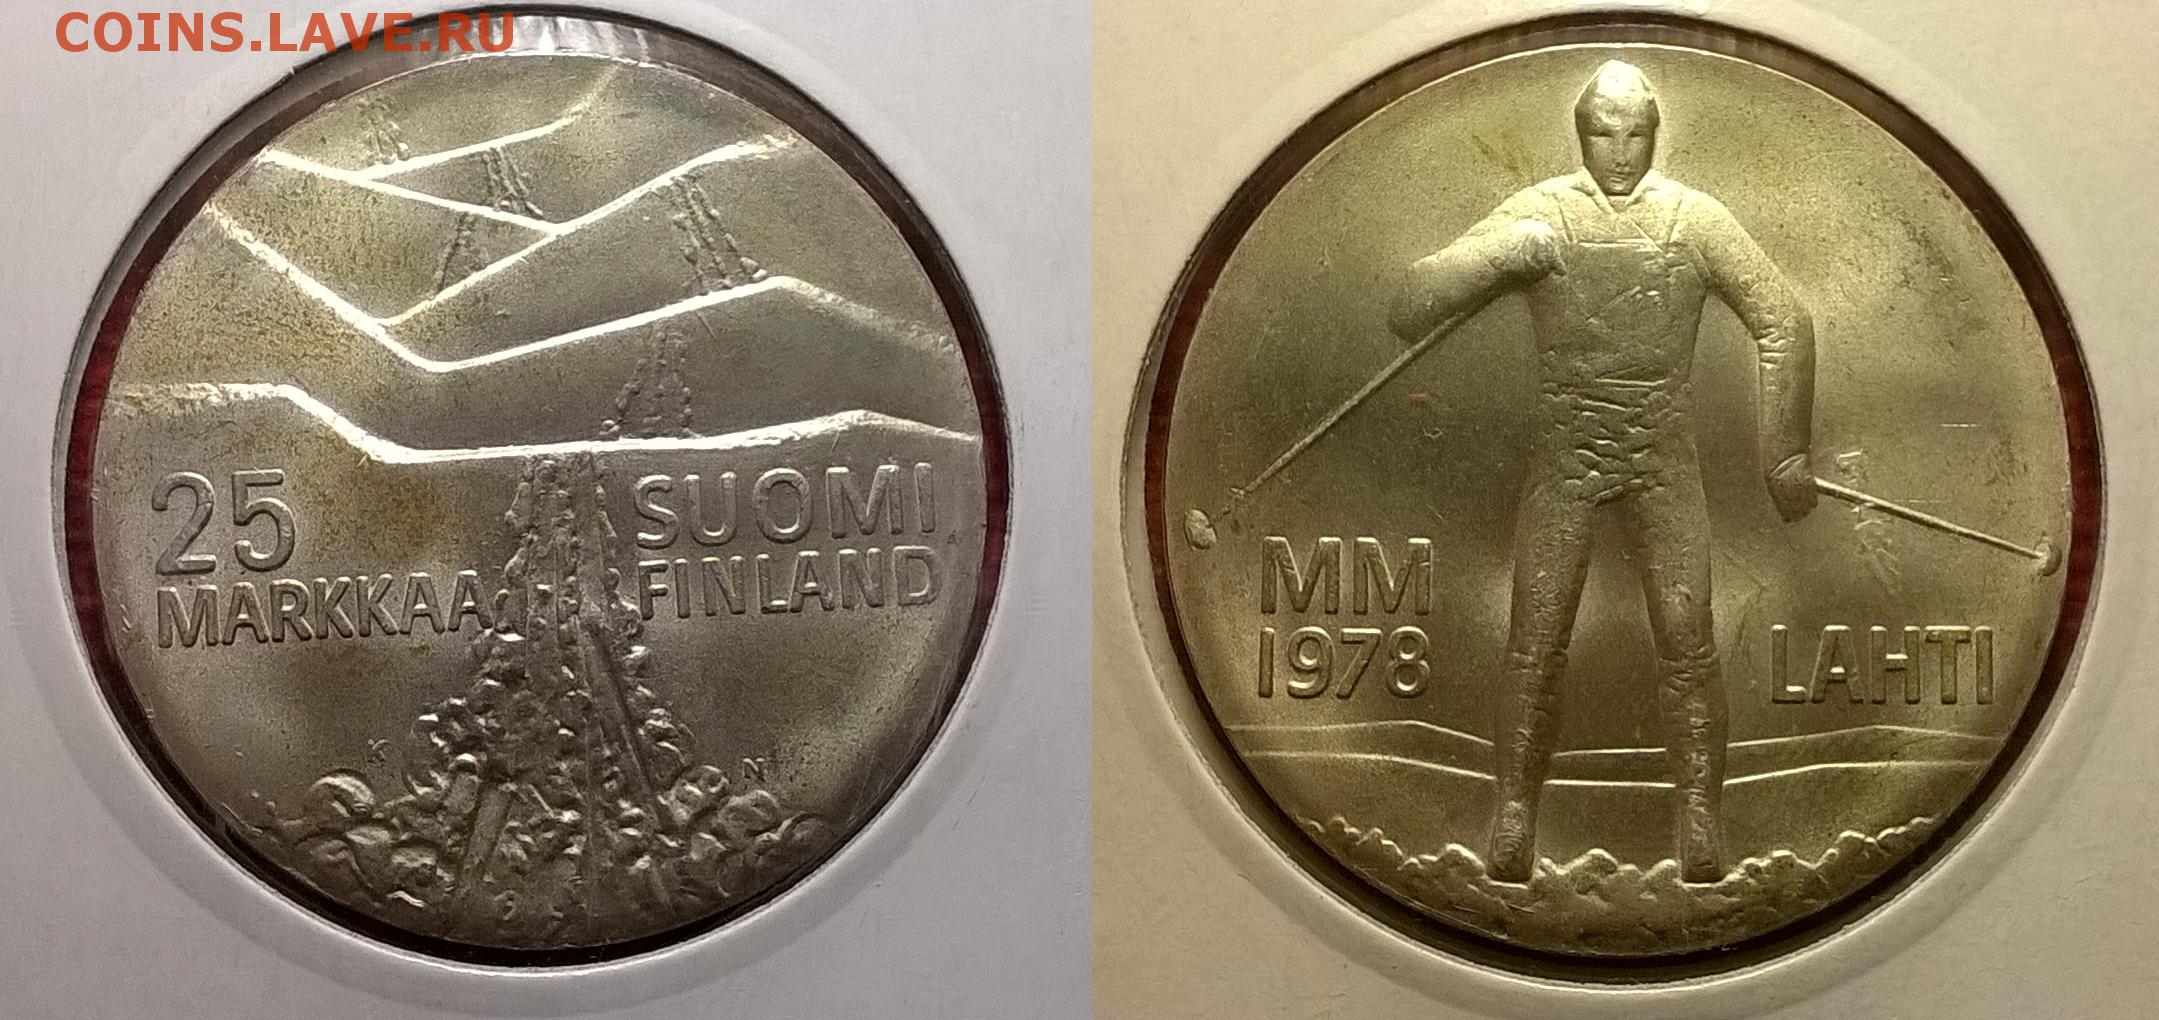 COINS.LAVE.RU
25
MARKKAA
SUOMI
FINLAND
K
N
MM
1978
LAHTI